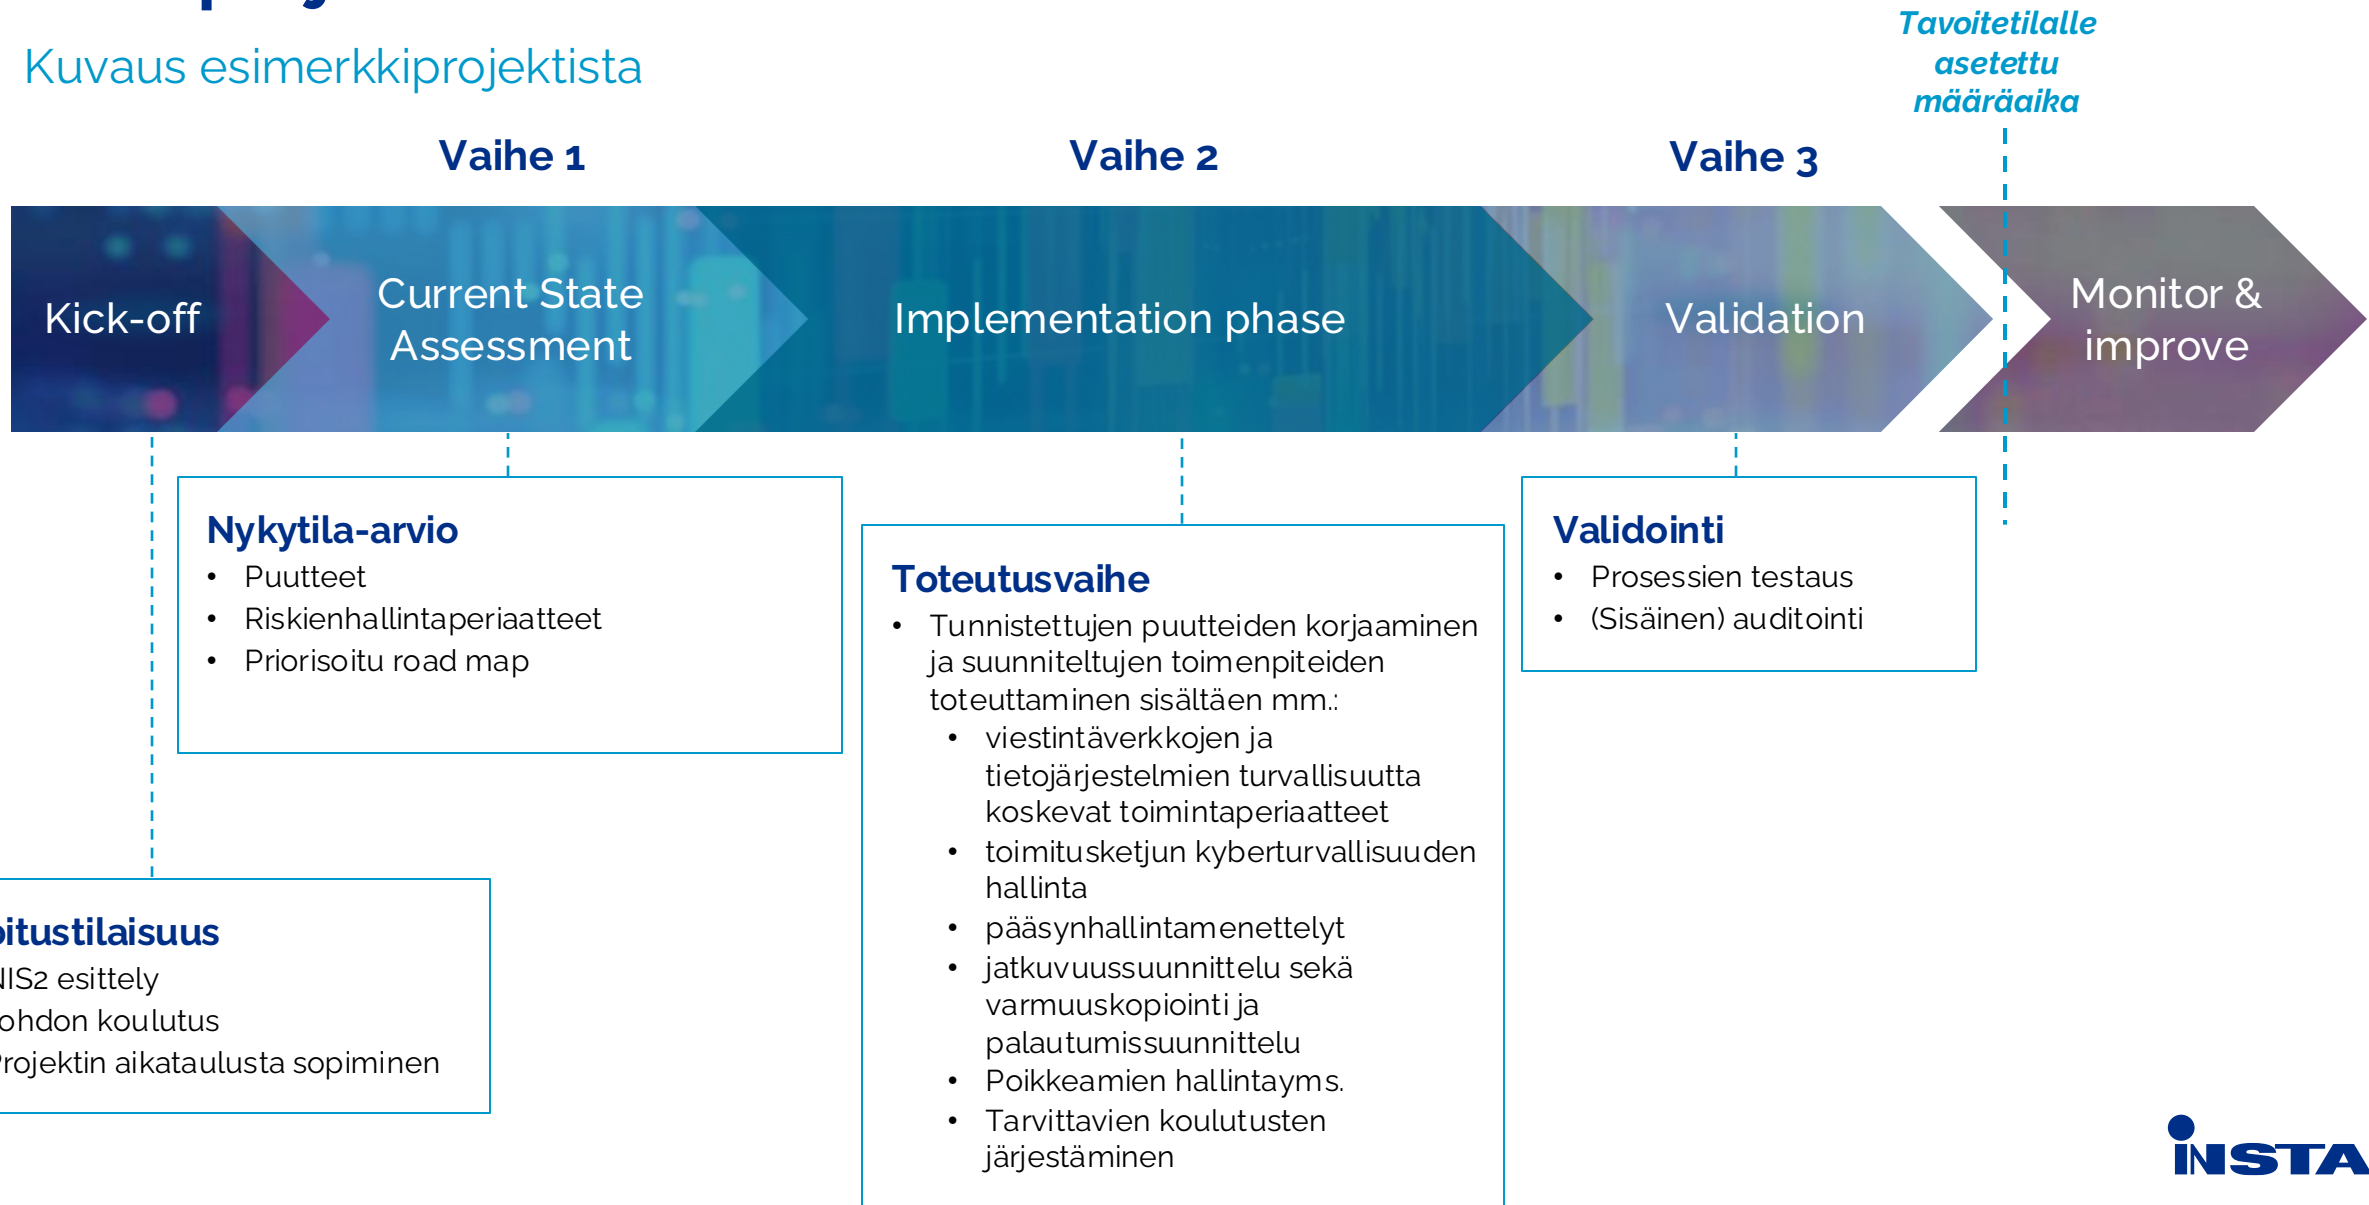 Kuvaus esimerkkiprojektista
Tavoitetilalle
asetettu
määräaika
Vaihe 1
Vaihe 2
Vaihe 3
Kick-off
Current State
Assessment
Implementation phase
Validation
Monitor &
improve
Nykytila-arvio
• Puutteet
• Riskienhallintaperiaatteet
• Priorisoitu road map
Toteutusvaihe
• Tunnistettujen puutteiden korjaaminen
ja suunniteltujen toimenpiteiden
toteuttaminen sisältäen mm.:
• viestintäverkkojen ja
tietojärjestelmien turvallisuutta
koskevat toimintaperiaatteet
• toimitusketjun kyberturvallisuuden
hallinta
• pääsynhallintamenettelyt
• jatkuvuussuunnittelu sekä
varmuuskopiointi ja
palautumissuunnittelu
• Poikkeamien hallintayms.
• Tarvittavien koulutusten
järjestäminen
Validointi
• Prosessien testaus
• (Sisäinen) auditointi
oitustilaisuus
NIS2 esittely
ohdon koulutus
Projektin aikataulusta sopiminen
INSTA